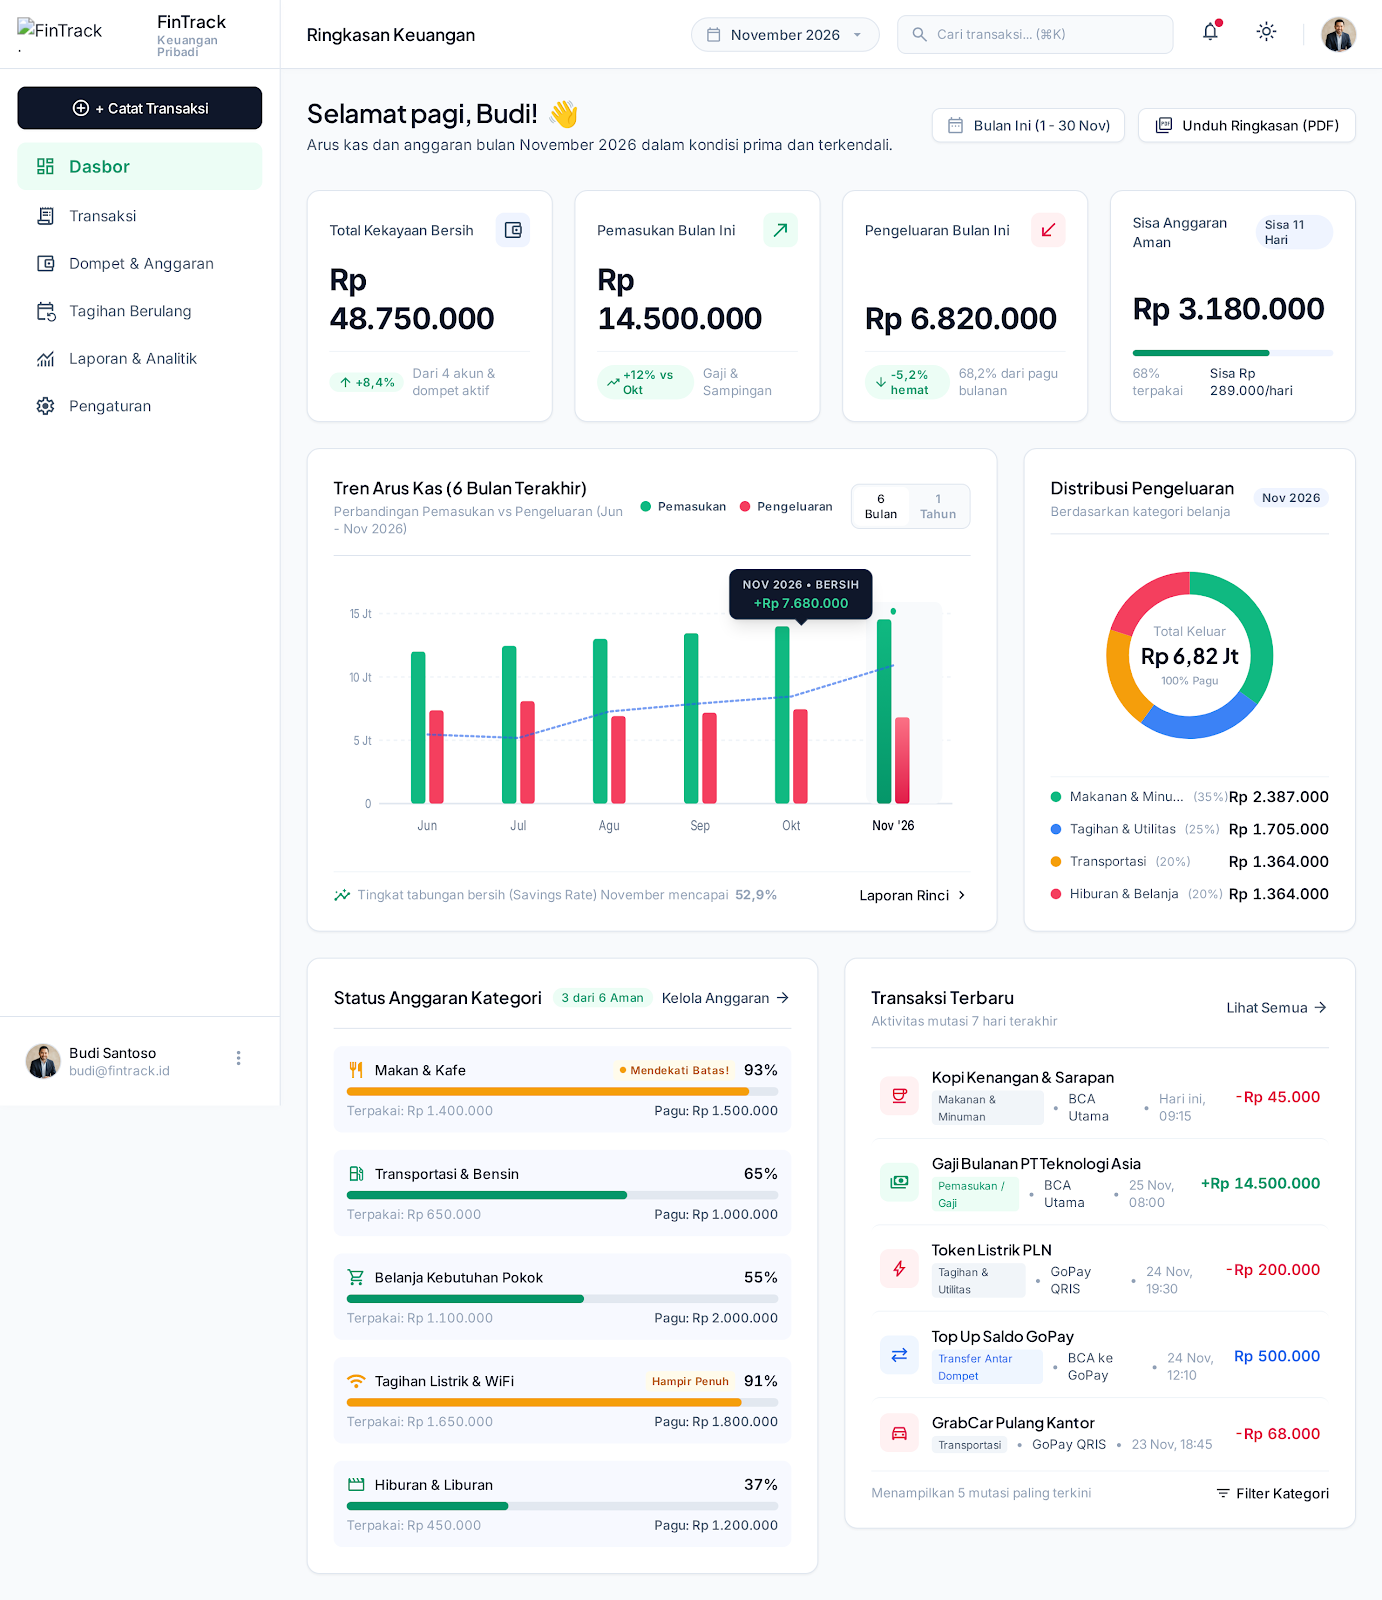 FinTrack
.
FinTrack
Keuangan
Pribadi
Ringkasan Keuangan
November 2026
Cari transaksi... (⌘K)
+ Catat Transaksi
Dasbor
Transaksi
Dompet & Anggaran
Tagihan Berulang
Laporan & Analitik
Pengaturan
Budi Santoso
budi@fintrack.id
Selamat pagi, Budi! 👋
Arus kas dan anggaran bulan November 2026 dalam kondisi prima dan terkendali.
Bulan Ini (1 - 30 Nov)
PDF
Unduh Ringkasan (PDF)
Total Kekayaan Bersih
Rp
48.750.000
+8,4%
Dari 4 akun &
dompet aktif
Pemasukan Bulan Ini
Rp
14.500.000
+12% vs
Okt
Gaji &
Sampingan
Pengeluaran Bulan Ini
Rp 6.820.000
-5,2%
hemat
68,2% dari pagu
bulanan
Sisa Anggaran
Aman
Sisa 11
Hari
Rp 3.180.000
68%
terpakai
Sisa Rp
289.000/hari
Tren Arus Kas (6 Bulan Terakhir)
Perbandingan Pemasukan vs Pengeluaran (Jun
- Nov 2026)
Pemasukan
Pengeluaran
6
Bulan
1
Tahun
NOV 2026 • BERSIH
+Rp 7.680.000
15 Jt
10 Jt
5 Jt
0
Jun
Jul
Agu
Sep
Okt
Nov '26
Tingkat tabungan bersih (Savings Rate) November mencapai 52,9%
Laporan Rinci
Distribusi Pengeluaran
Berdasarkan kategori belanja
Nov 2026
Total Keluar
Rp 6,82 Jt
100% Pagu
Makanan & Minu... (35%) Rp 2.387.000
Tagihan & Utilitas (25%) Rp 1.705.000
Transportasi (20%) Rp 1.364.000
Hiburan & Belanja (20%) Rp 1.364.000
Status Anggaran Kategori
3 dari 6 Aman
Kelola Anggaran
Makan & Kafe
Mendekati Batas!
93%
Terpakai: Rp 1.400.000
Pagu: Rp 1.500.000
Transportasi & Bensin
65%
Terpakai: Rp 650.000
Pagu: Rp 1.000.000
Belanja Kebutuhan Pokok
55%
Terpakai: Rp 1.100.000
Pagu: Rp 2.000.000
Tagihan Listrik & WiFi
Hampir Penuh
91%
Terpakai: Rp 1.650.000
Pagu: Rp 1.800.000
Hiburan & Liburan
37%
Terpakai: Rp 450.000
Pagu: Rp 1.200.000
Transaksi Terbaru
Aktivitas mutasi 7 hari terakhir
Lihat Semua
Kopi Kenangan & Sarapan
Makanan &
Minuman
•
BCA
Utama
•
Hari ini,
09:15
-Rp 45.000
Gaji Bulanan PT Teknologi Asia
Pemasukan /
Gaji
•
BCA
Utama
•
25 Nov,
08:00
+Rp 14.500.000
Token Listrik PLN
Tagihan &
Utilitas
•
GoPay
QRIS
•
24 Nov,
19:30
-Rp 200.000
Top Up Saldo GoPay
Transfer Antar
Dompet
•
BCA ke
GoPay
•
24 Nov,
12:10
Rp 500.000
GrabCar Pulang Kantor
Transportasi • GoPay QRIS • 23 Nov, 18:45
-Rp 68.000
Menampilkan 5 mutasi paling terkini
Filter Kategori